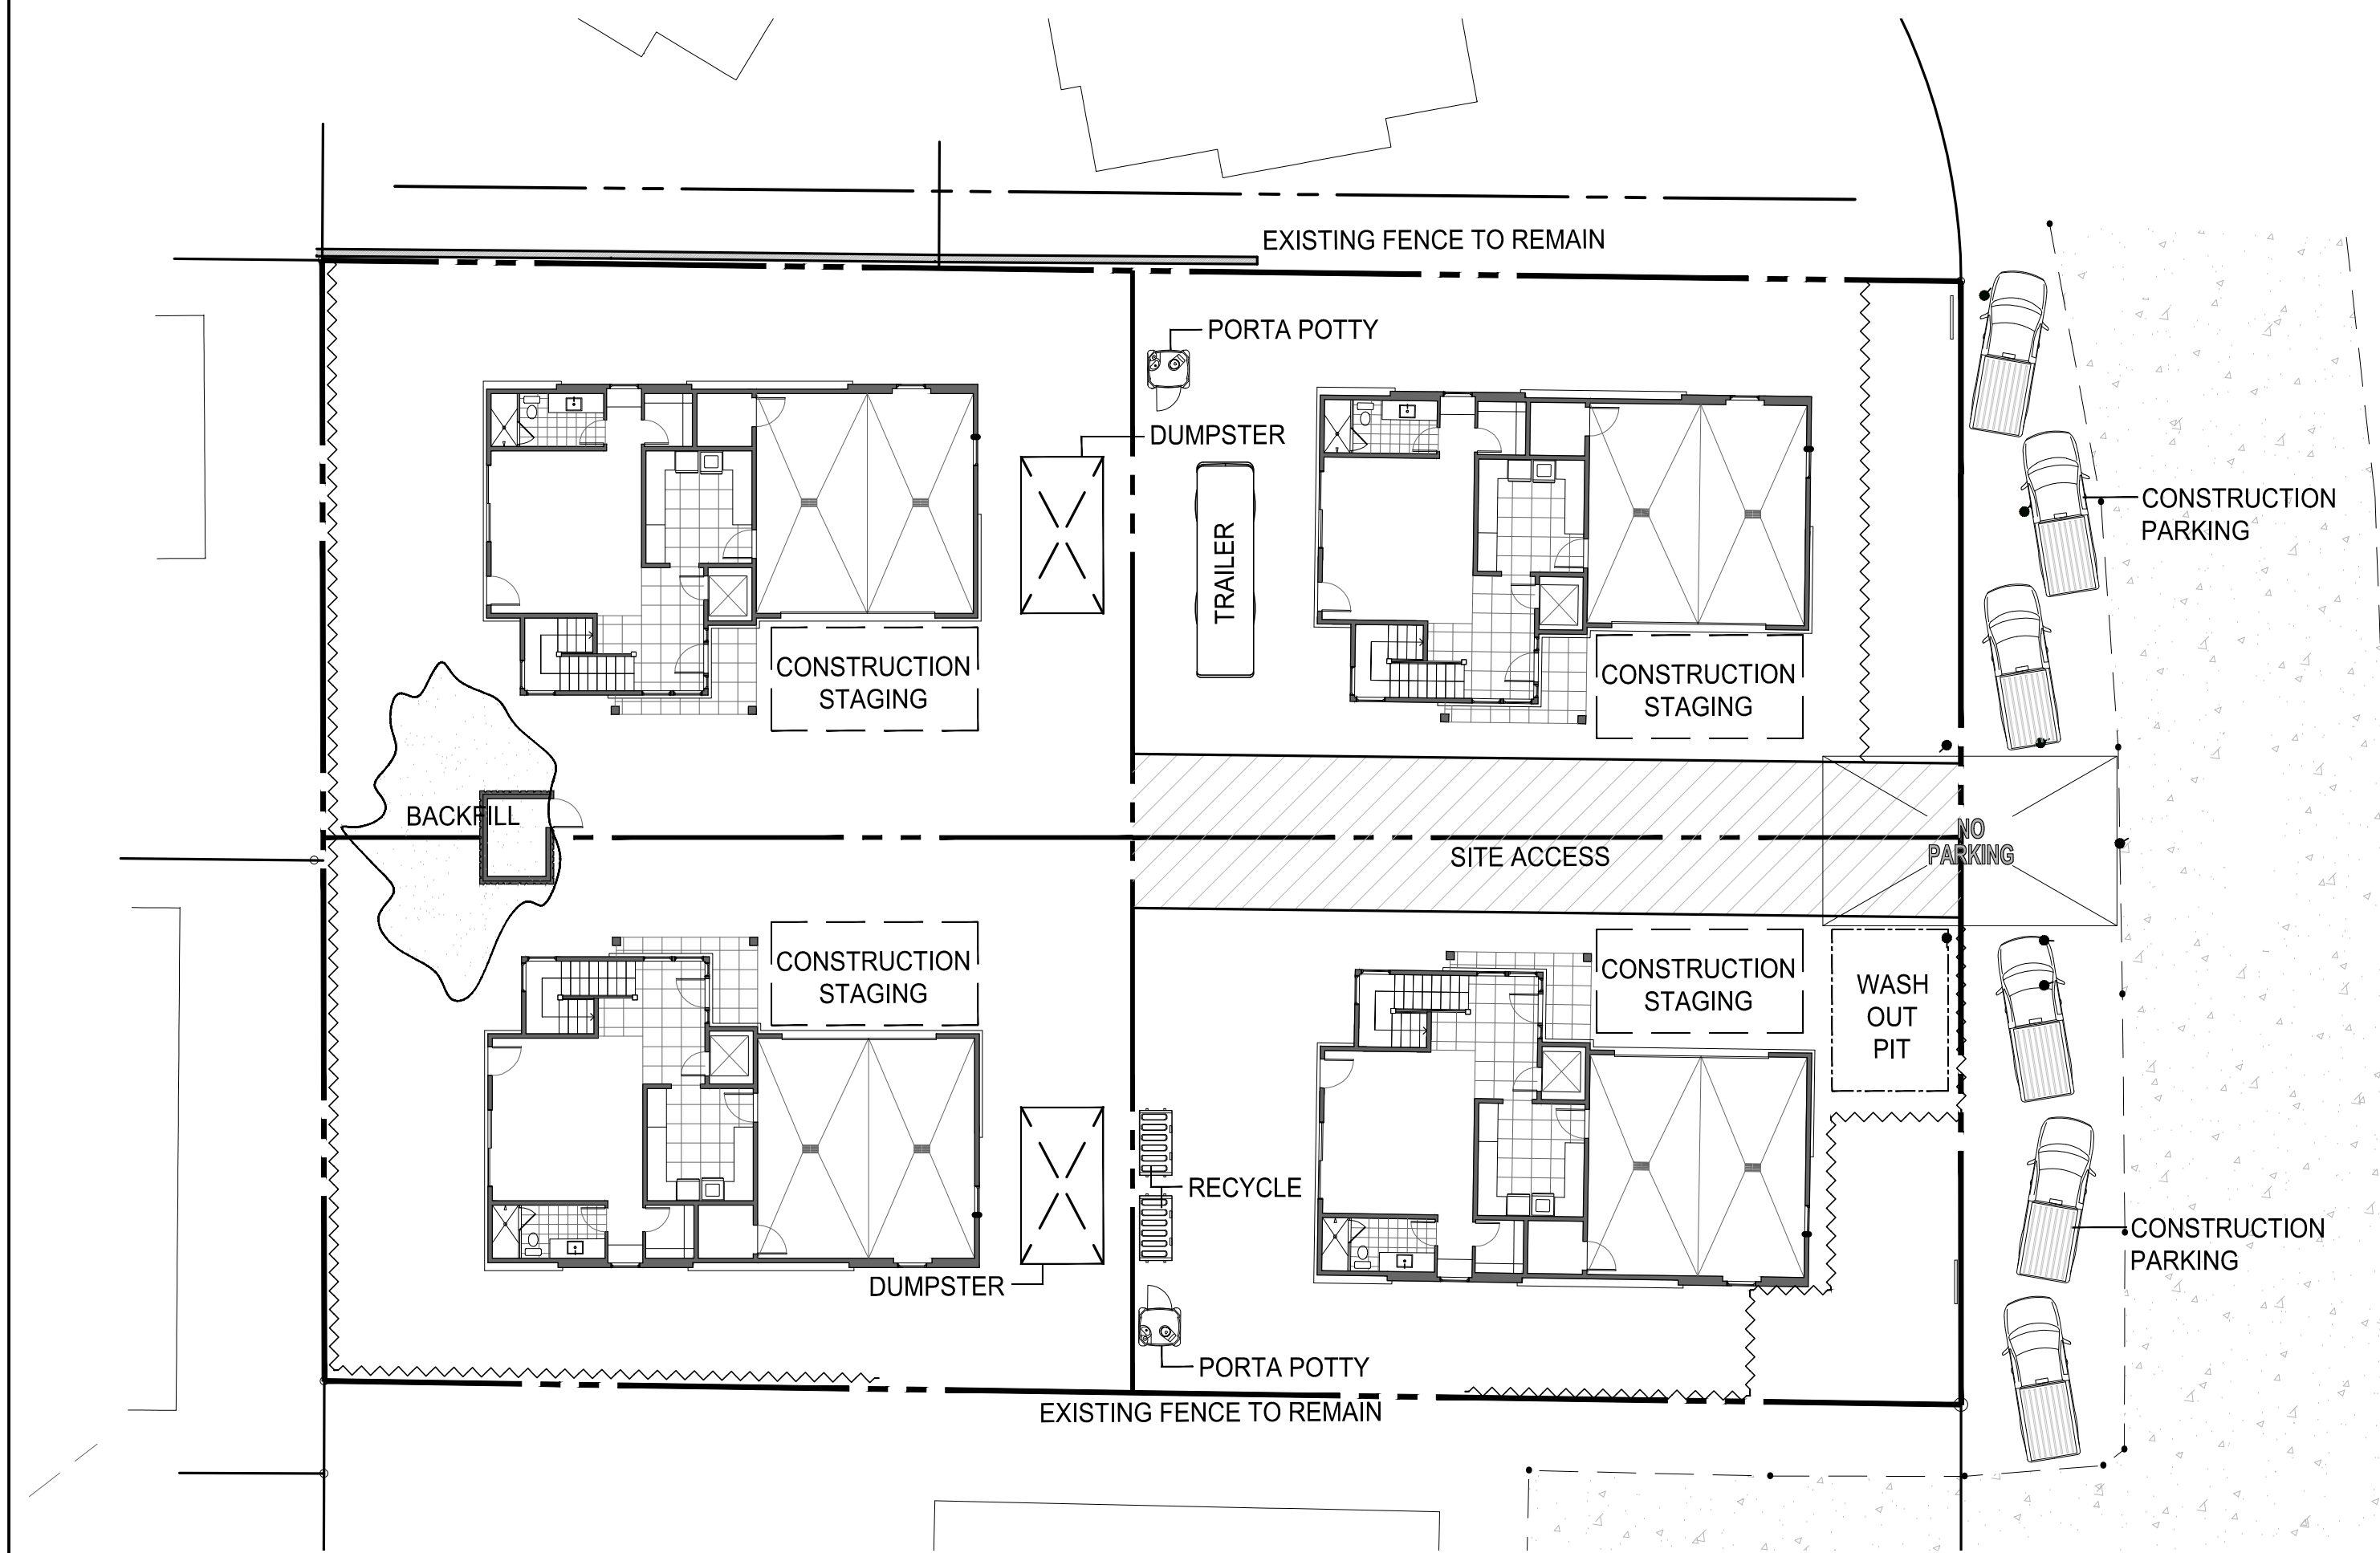 EXISTING FENCE TO REMAIN
PORTA POTTY
DUMPSTER
TRAILER
CONSTRUCTION
PARKING
CONSTRUCTION
STAGING
CONSTRUCTION
STAGING
BACKFILL
NO
PARKING
SITE ACCESS
CONSTRUCTION
STAGING
CONSTRUCTION
STAGING
WASH
OUT
PIT
RECYCLE
CONSTRUCTION
PARKING
DUMPSTER
PORTA POTTY
EXISTING FENCE TO REMAIN